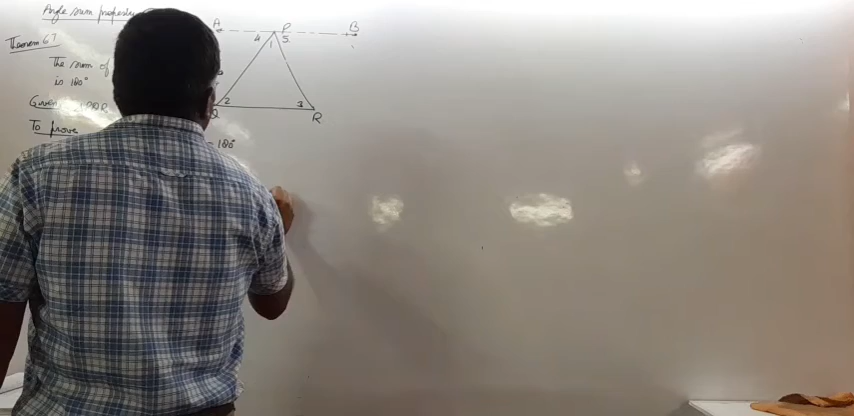 Angle sum property
Theorem 6.7
The sum of
is 180°
Given
To prove
= 180°
A P B
4 1 5
2 3
Q R